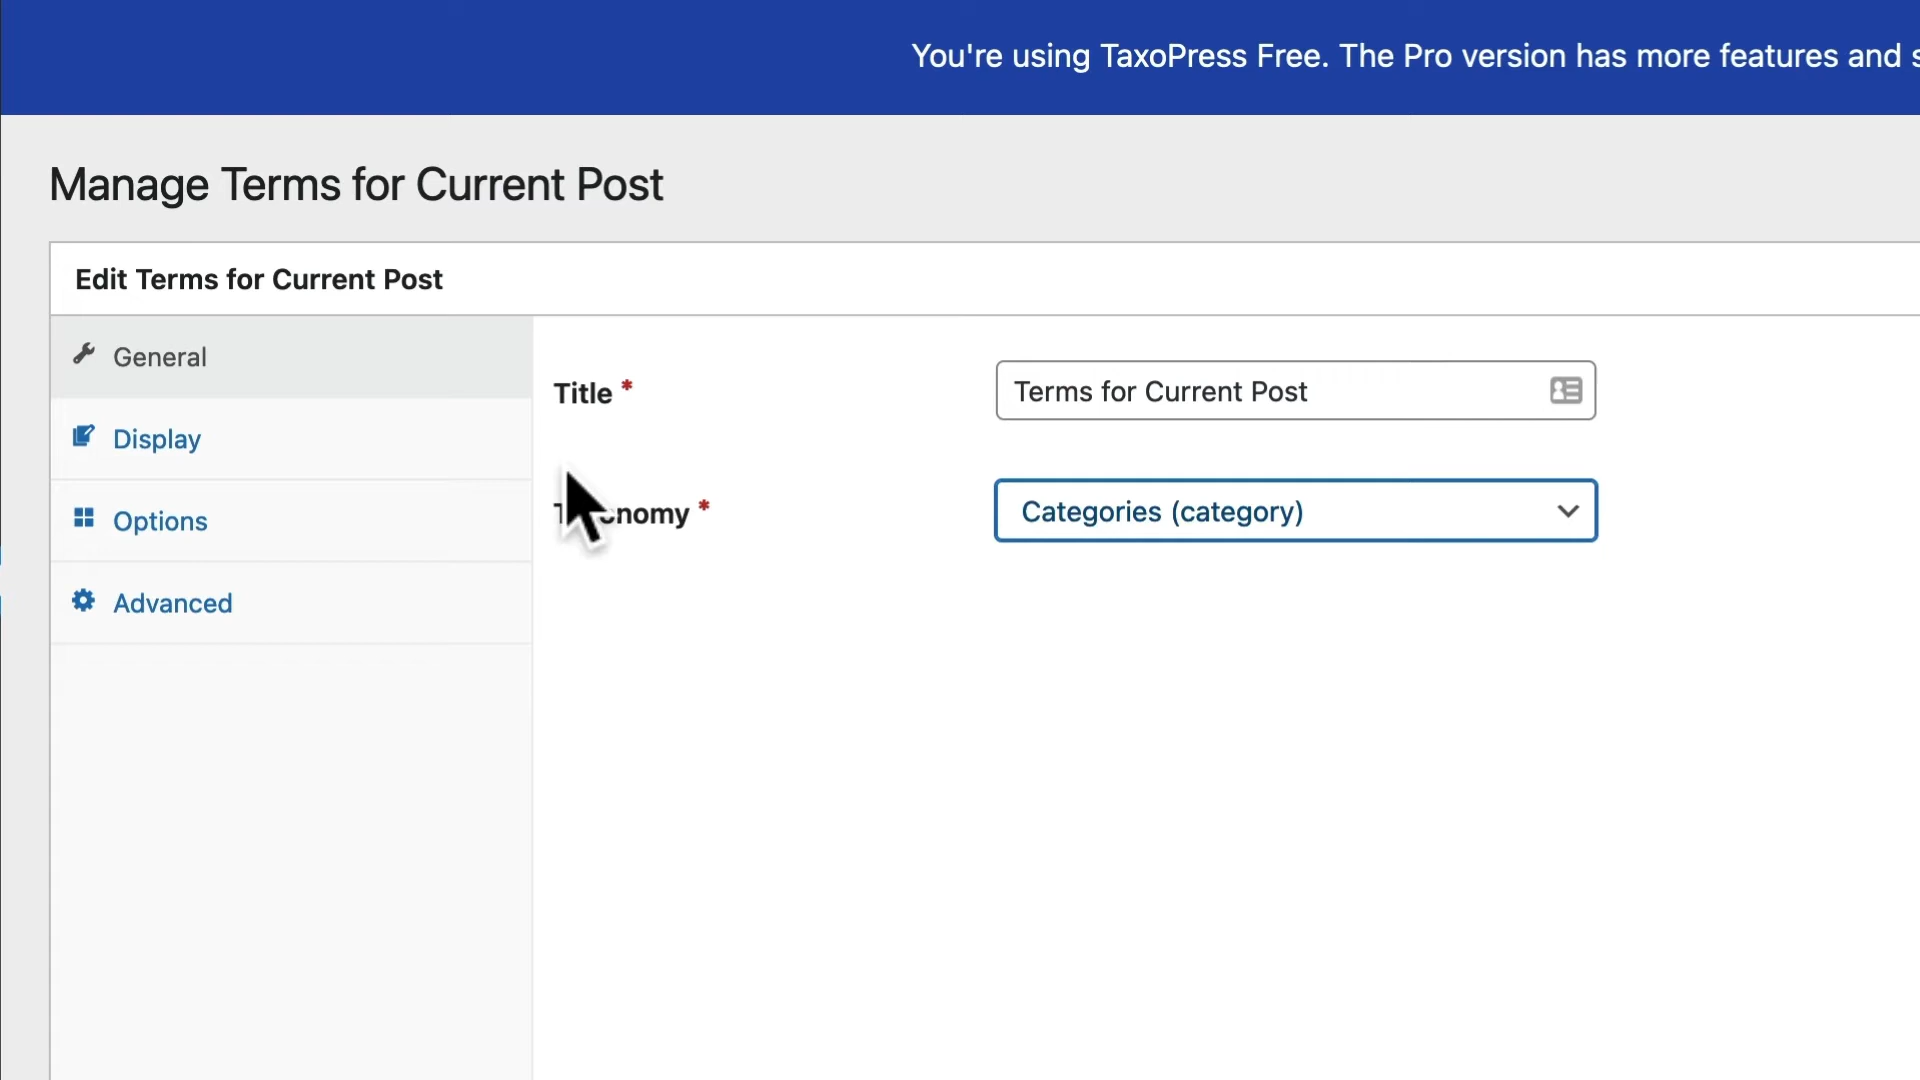 You're using TaxoPress Free. The Pro version has more features and
Manage Terms for Current Post
Edit Terms for Current Post
General
Title *
Terms for Current Post
Display
*
Categories (category)
Options
Advanced